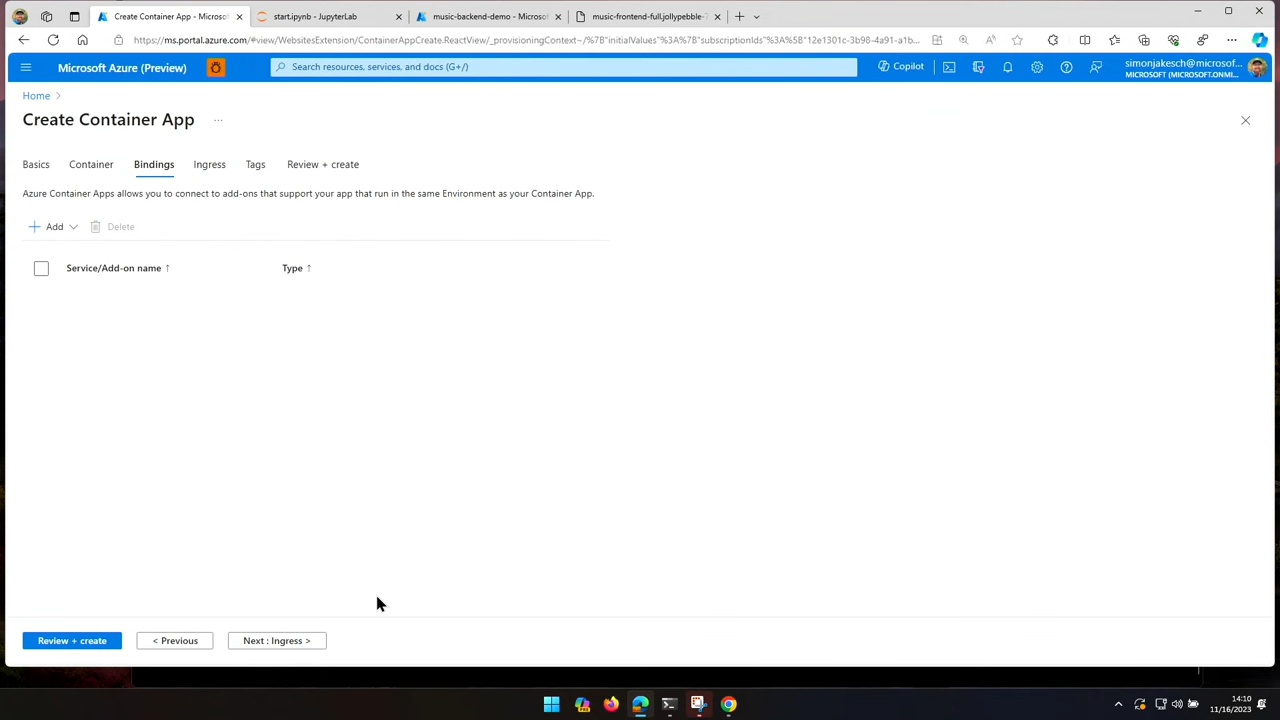 Create Container App - Microsof
start.ipynb - JupyterLab
music-backend-demo - Microsof
music-frontend-full.jollypebble-7
https://ms.portal.azure.com/#view/WebsitesExtension/ContainerAppCreate.ReactView/_provisioningContext~/%7B"initialValues"%3A%7B"subscriptionIds"%3A%5B"12e1301c-3b98-4a91-a1b...
Microsoft Azure (Preview)
Search resources, services, and docs (G+/)
Copilot
simonjakesch@microsof...
MICROSOFT (MICROSOFT.ONMI...
Home >
Create Container App ...
Basics Container Bindings Ingress Tags Review + create
Azure Container Apps allows you to connect to add-ons that support your app that run in the same Environment as your Container App.
+ Add Delete
Service/Add-on name ↑ Type ↑
Review + create < Previous Next : Ingress >
14:10
11/16/2023